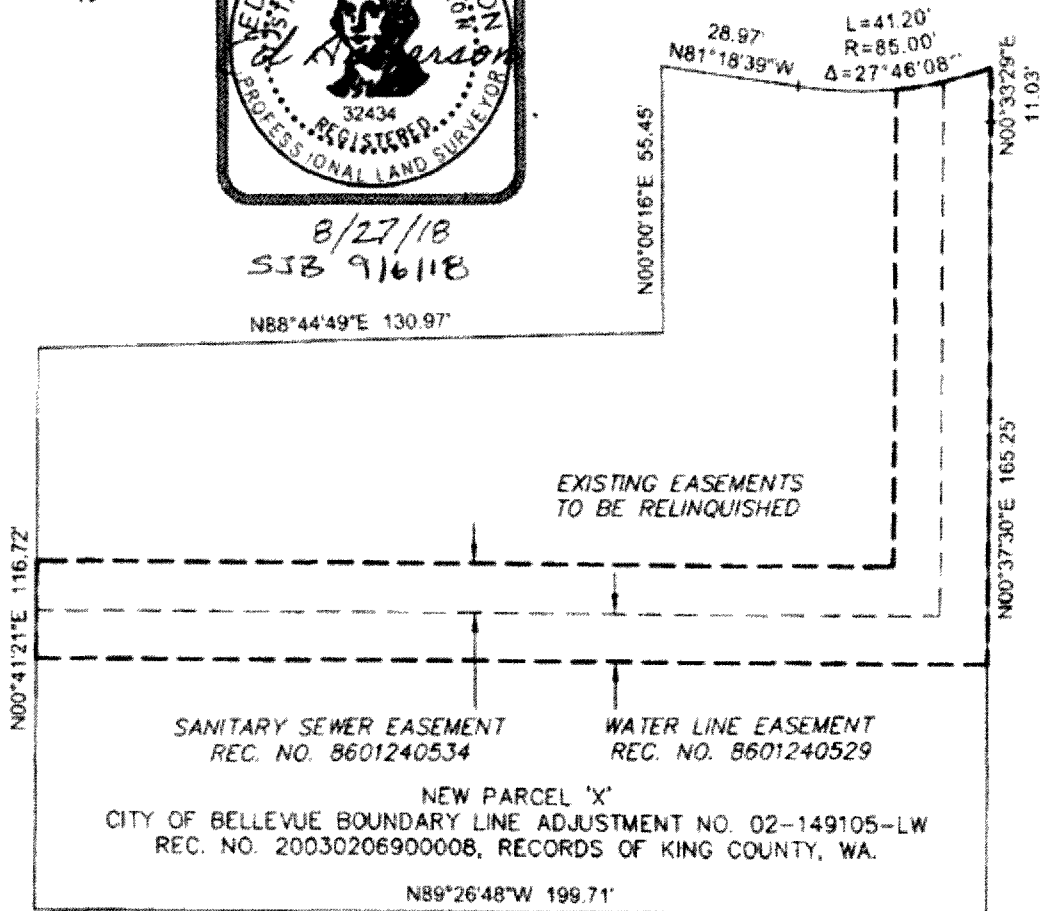 32434
REGISTERED
PROFESSIONAL LAND SURVEYOR
8/27/18
SJB 9/6/18
28.97'
N81°18'39"W
L=41.20'
R=85.00'
Δ=27°46'08"
N00°33'29"E
11.03'
N00°00'16"E 55.45'
N88°44'49"E 130.97'
EXISTING EASEMENTS
TO BE RELINQUISHED
N00°41'21"E 116.72'
N00°37'30"E 165.25'
SANITARY SEWER EASEMENT
REC. NO. 8601240534
WATER LINE EASEMENT
REC. NO. 8601240529
NEW PARCEL 'X'
CITY OF BELLEVUE BOUNDARY LINE ADJUSTMENT NO. 02-149105-LW
REC. NO. 20030206900008, RECORDS OF KING COUNTY, WA.
N89°26'48"W 199.71'